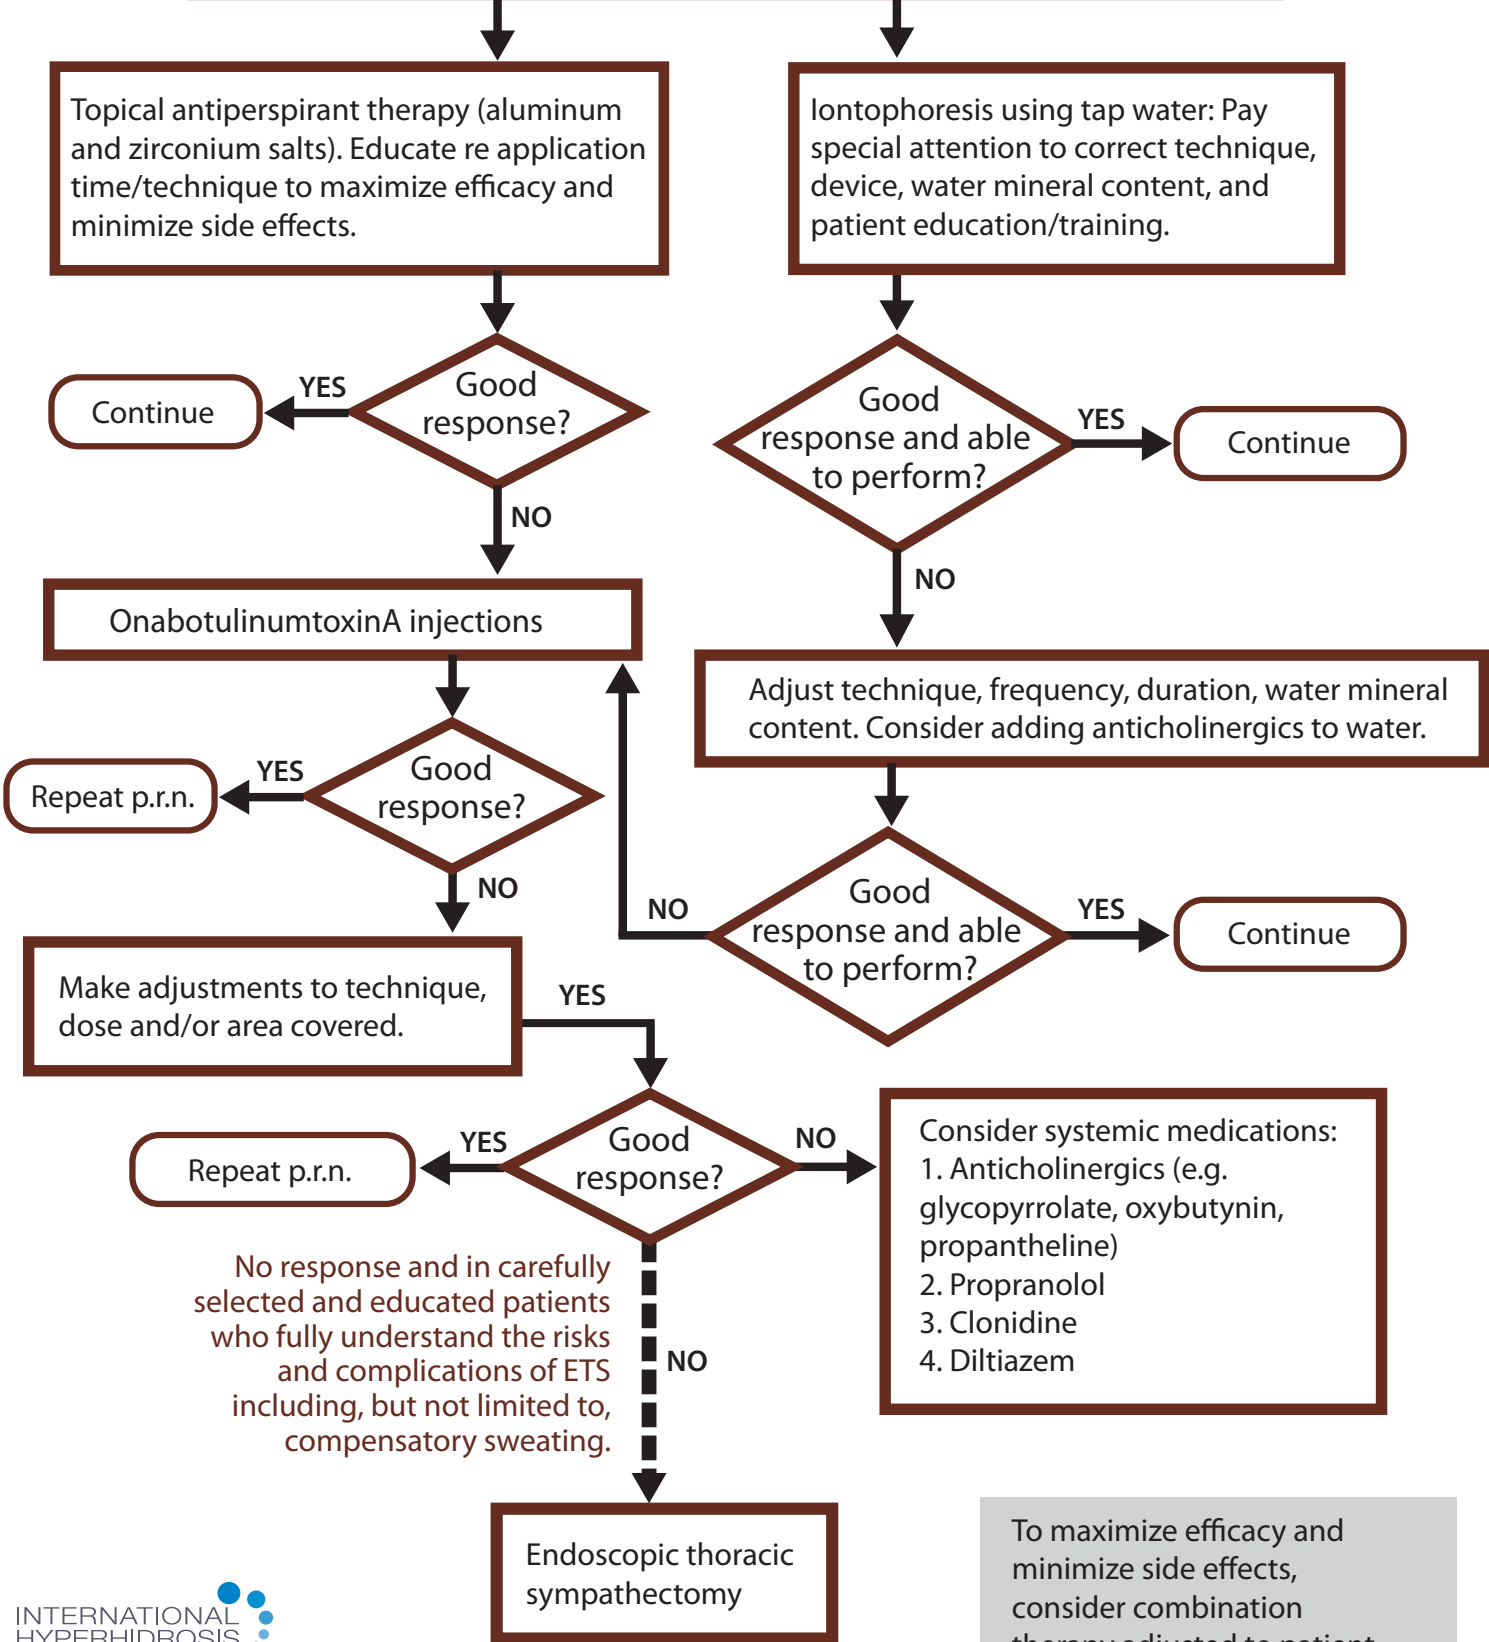 Topical antiperspirant therapy (aluminum
and zirconium salts). Educate re application
time/technique to maximize efficacy and
minimize side effects.
Iontophoresis using tap water: Pay
special attention to correct technique,
device, water mineral content, and
patient education/training.
Good
response?
YES
Continue
NO
Good
response and able
to perform?
YES
Continue
NO
OnabotulinumtoxinA injections
Adjust technique, frequency, duration, water mineral
content. Consider adding anticholinergics to water.
Good
response?
YES
Repeat p.r.n.
NO
Good
response and able
to perform?
NO
YES
Continue
Make adjustments to technique,
dose and/or area covered.
YES
Good
response?
YES
Repeat p.r.n.
NO
Consider systemic medications:
1. Anticholinergics (e.g.
glycopyrrolate, oxybutynin,
propantheline)
2. Propranolol
3. Clonidine
4. Diltiazem
No response and in carefully
selected and educated patients
who fully understand the risks
and complications of ETS
including, but not limited to,
compensatory sweating.
NO
Endoscopic thoracic
sympathectomy
To maximize efficacy and
minimize side effects,
consider combination
therapy adjusted to patient
INTERNATIONAL
HYPERHIDROSIS